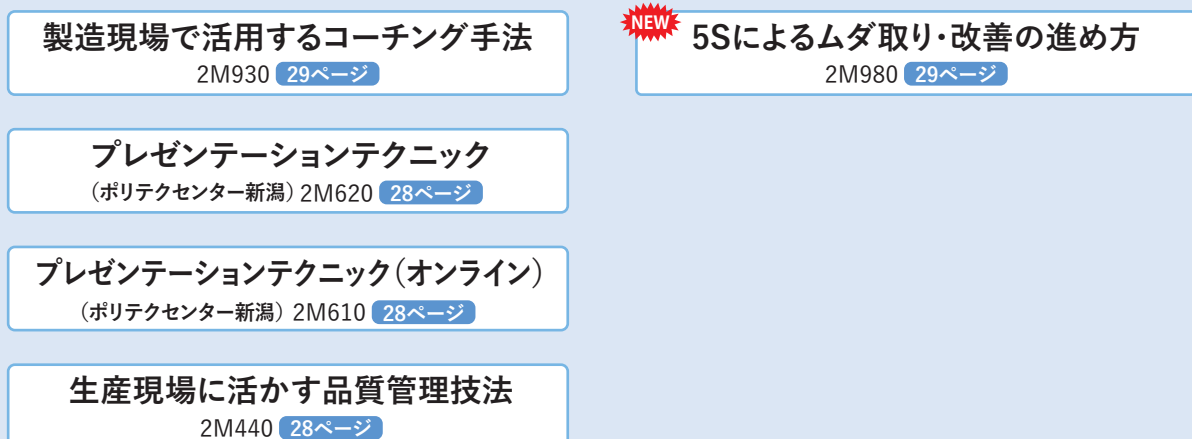 製造現場で活用するコーチング手法
2M930 29ページ
プレゼンテーションテクニック
(ポリテクセンター新潟) 2M620 28ページ
プレゼンテーションテクニック(オンライン)
(ポリテクセンター新潟) 2M610 28ページ
生産現場に活かす品質管理技法
2M440 28ページ
NEW
5Sによるムダ取り・改善の進め方
2M980 29ページ